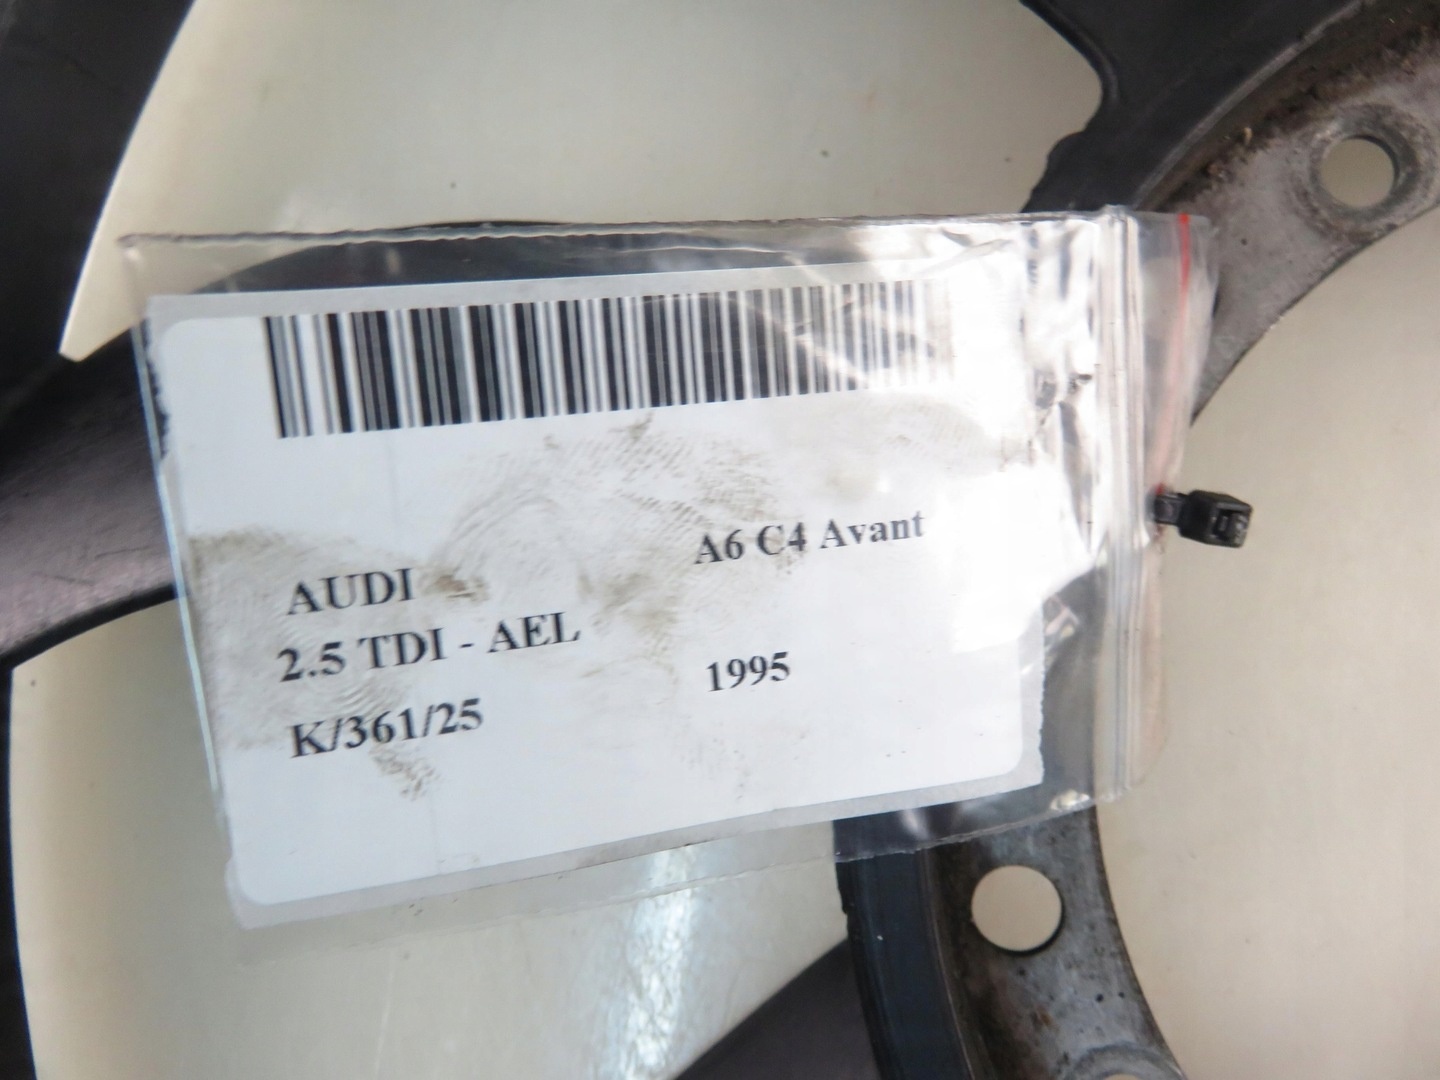 A6 C4 Avant
AUDI
2.5 TDI - AEL
1995
K/361/25